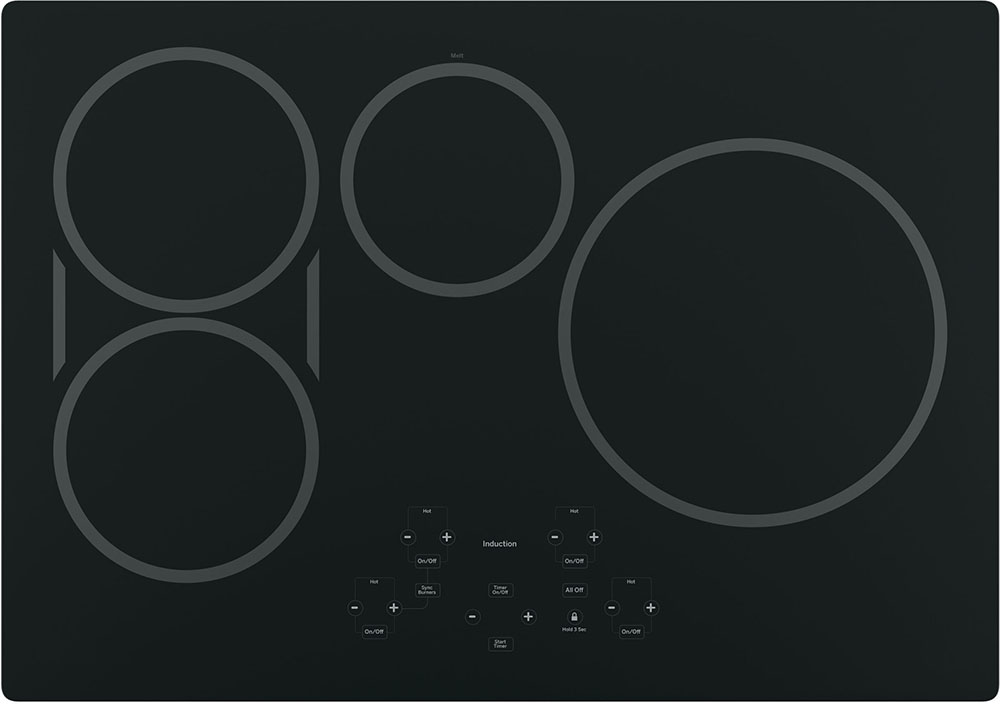 Melt
Hot
Hot
- +
Induction
- +
On/Off
On/Off
Hot
Sync
Burners
Timer
On/Off
All Off
Hot
- +
- +
- +
On/Off
Hold 3 Sec
On/Off
Start
Timer